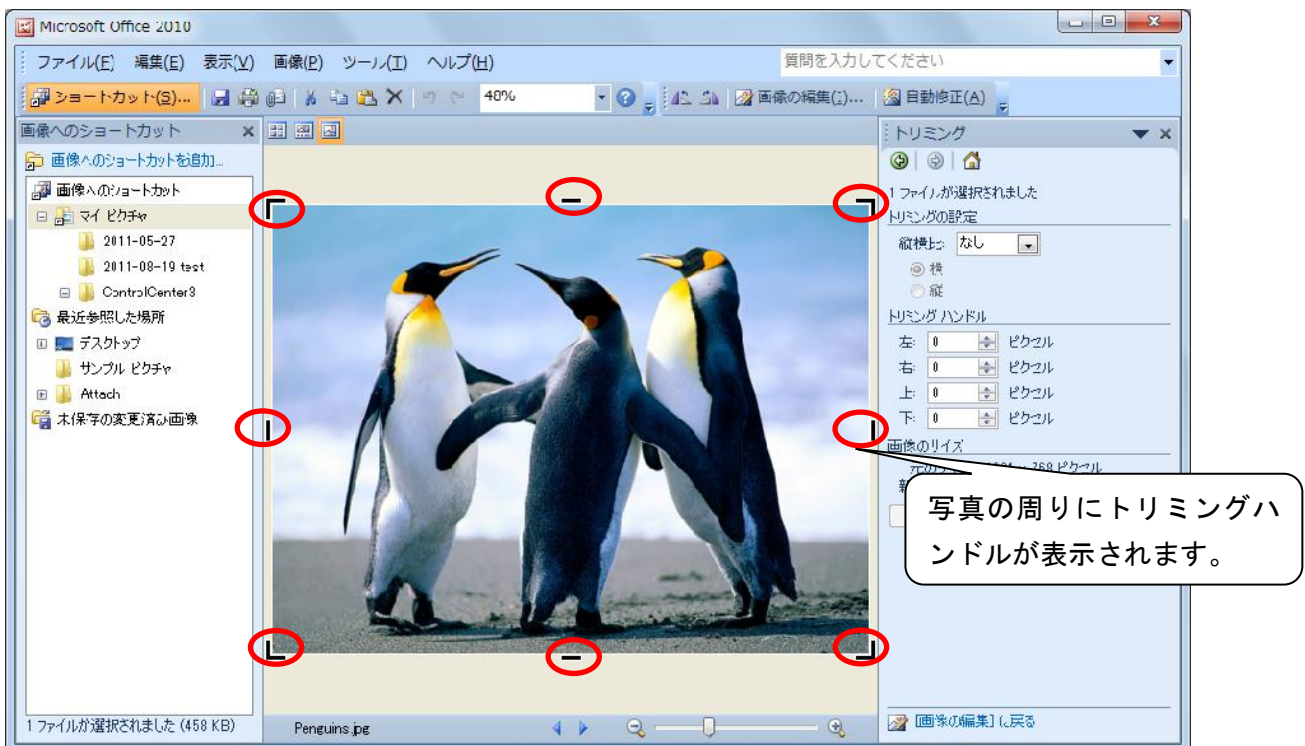 Microsoft Office 2010
ファイル(F) 編集(E) 表示(V) 画像(P) ツール(T) ヘルプ(H) 質問を入力してください
ショートカット(S)... 48% 画像の編集(I)... 自動修正(A)
画像へのショートカット
画像へのショートカットを追加...
画像へのショートカット
マイ ピクチャ
2011-05-27
2011-08-19 test
ControlCenter3
最近参照した場所
デスクトップ
サンプル ピクチャ
Attach
未保存の変更済み画像
1 ファイルが選択されました (458 KB)
Penguins.jpg
トリミング
1 ファイルが選択されました
トリミングの設定
縦横比: なし
横
縦
トリミング ハンドル
左: 0 ピクセル
右: 0 ピクセル
上: 0 ピクセル
下: 0 ピクセル
画像のサイズ
768 ピクセル
写真の周りにトリミングハ
ンドルが表示されます。
[画像の編集] に戻る